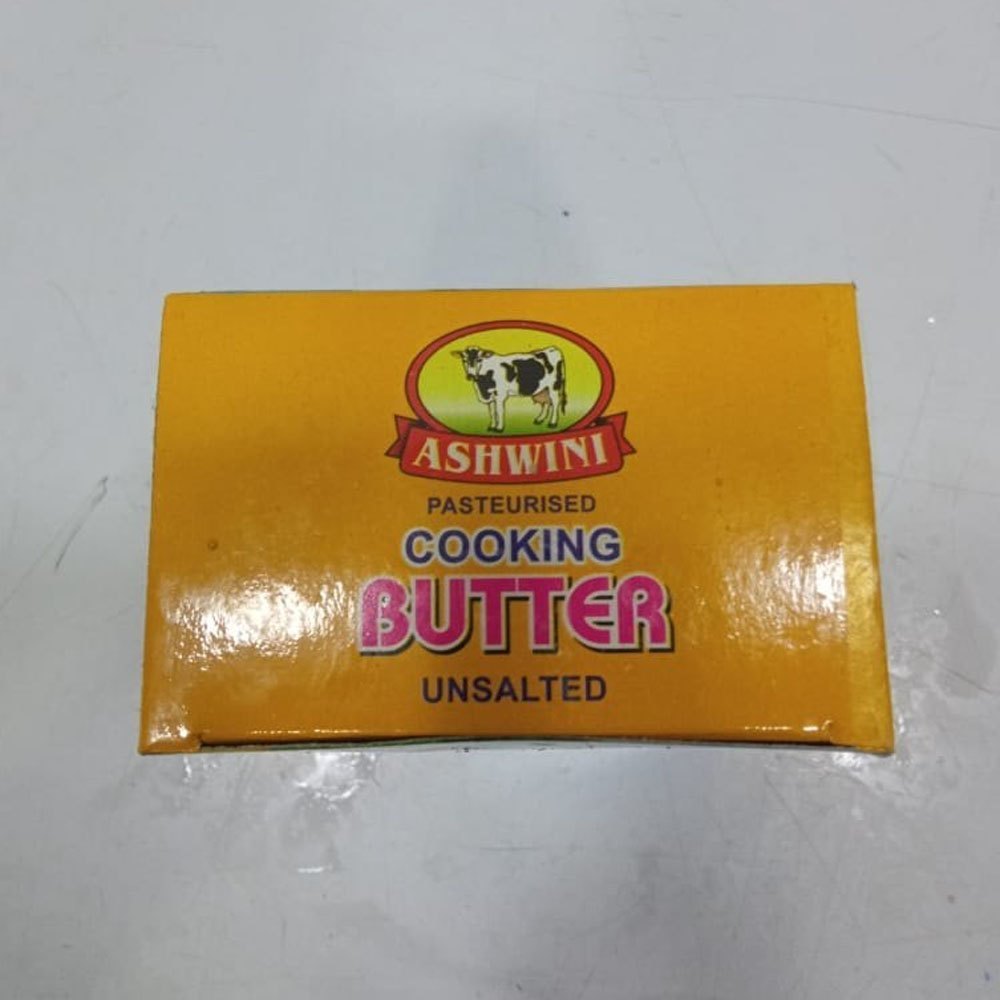 ASHWINI
PASTEURISED
COOKING
BUTTER
UNSALTED